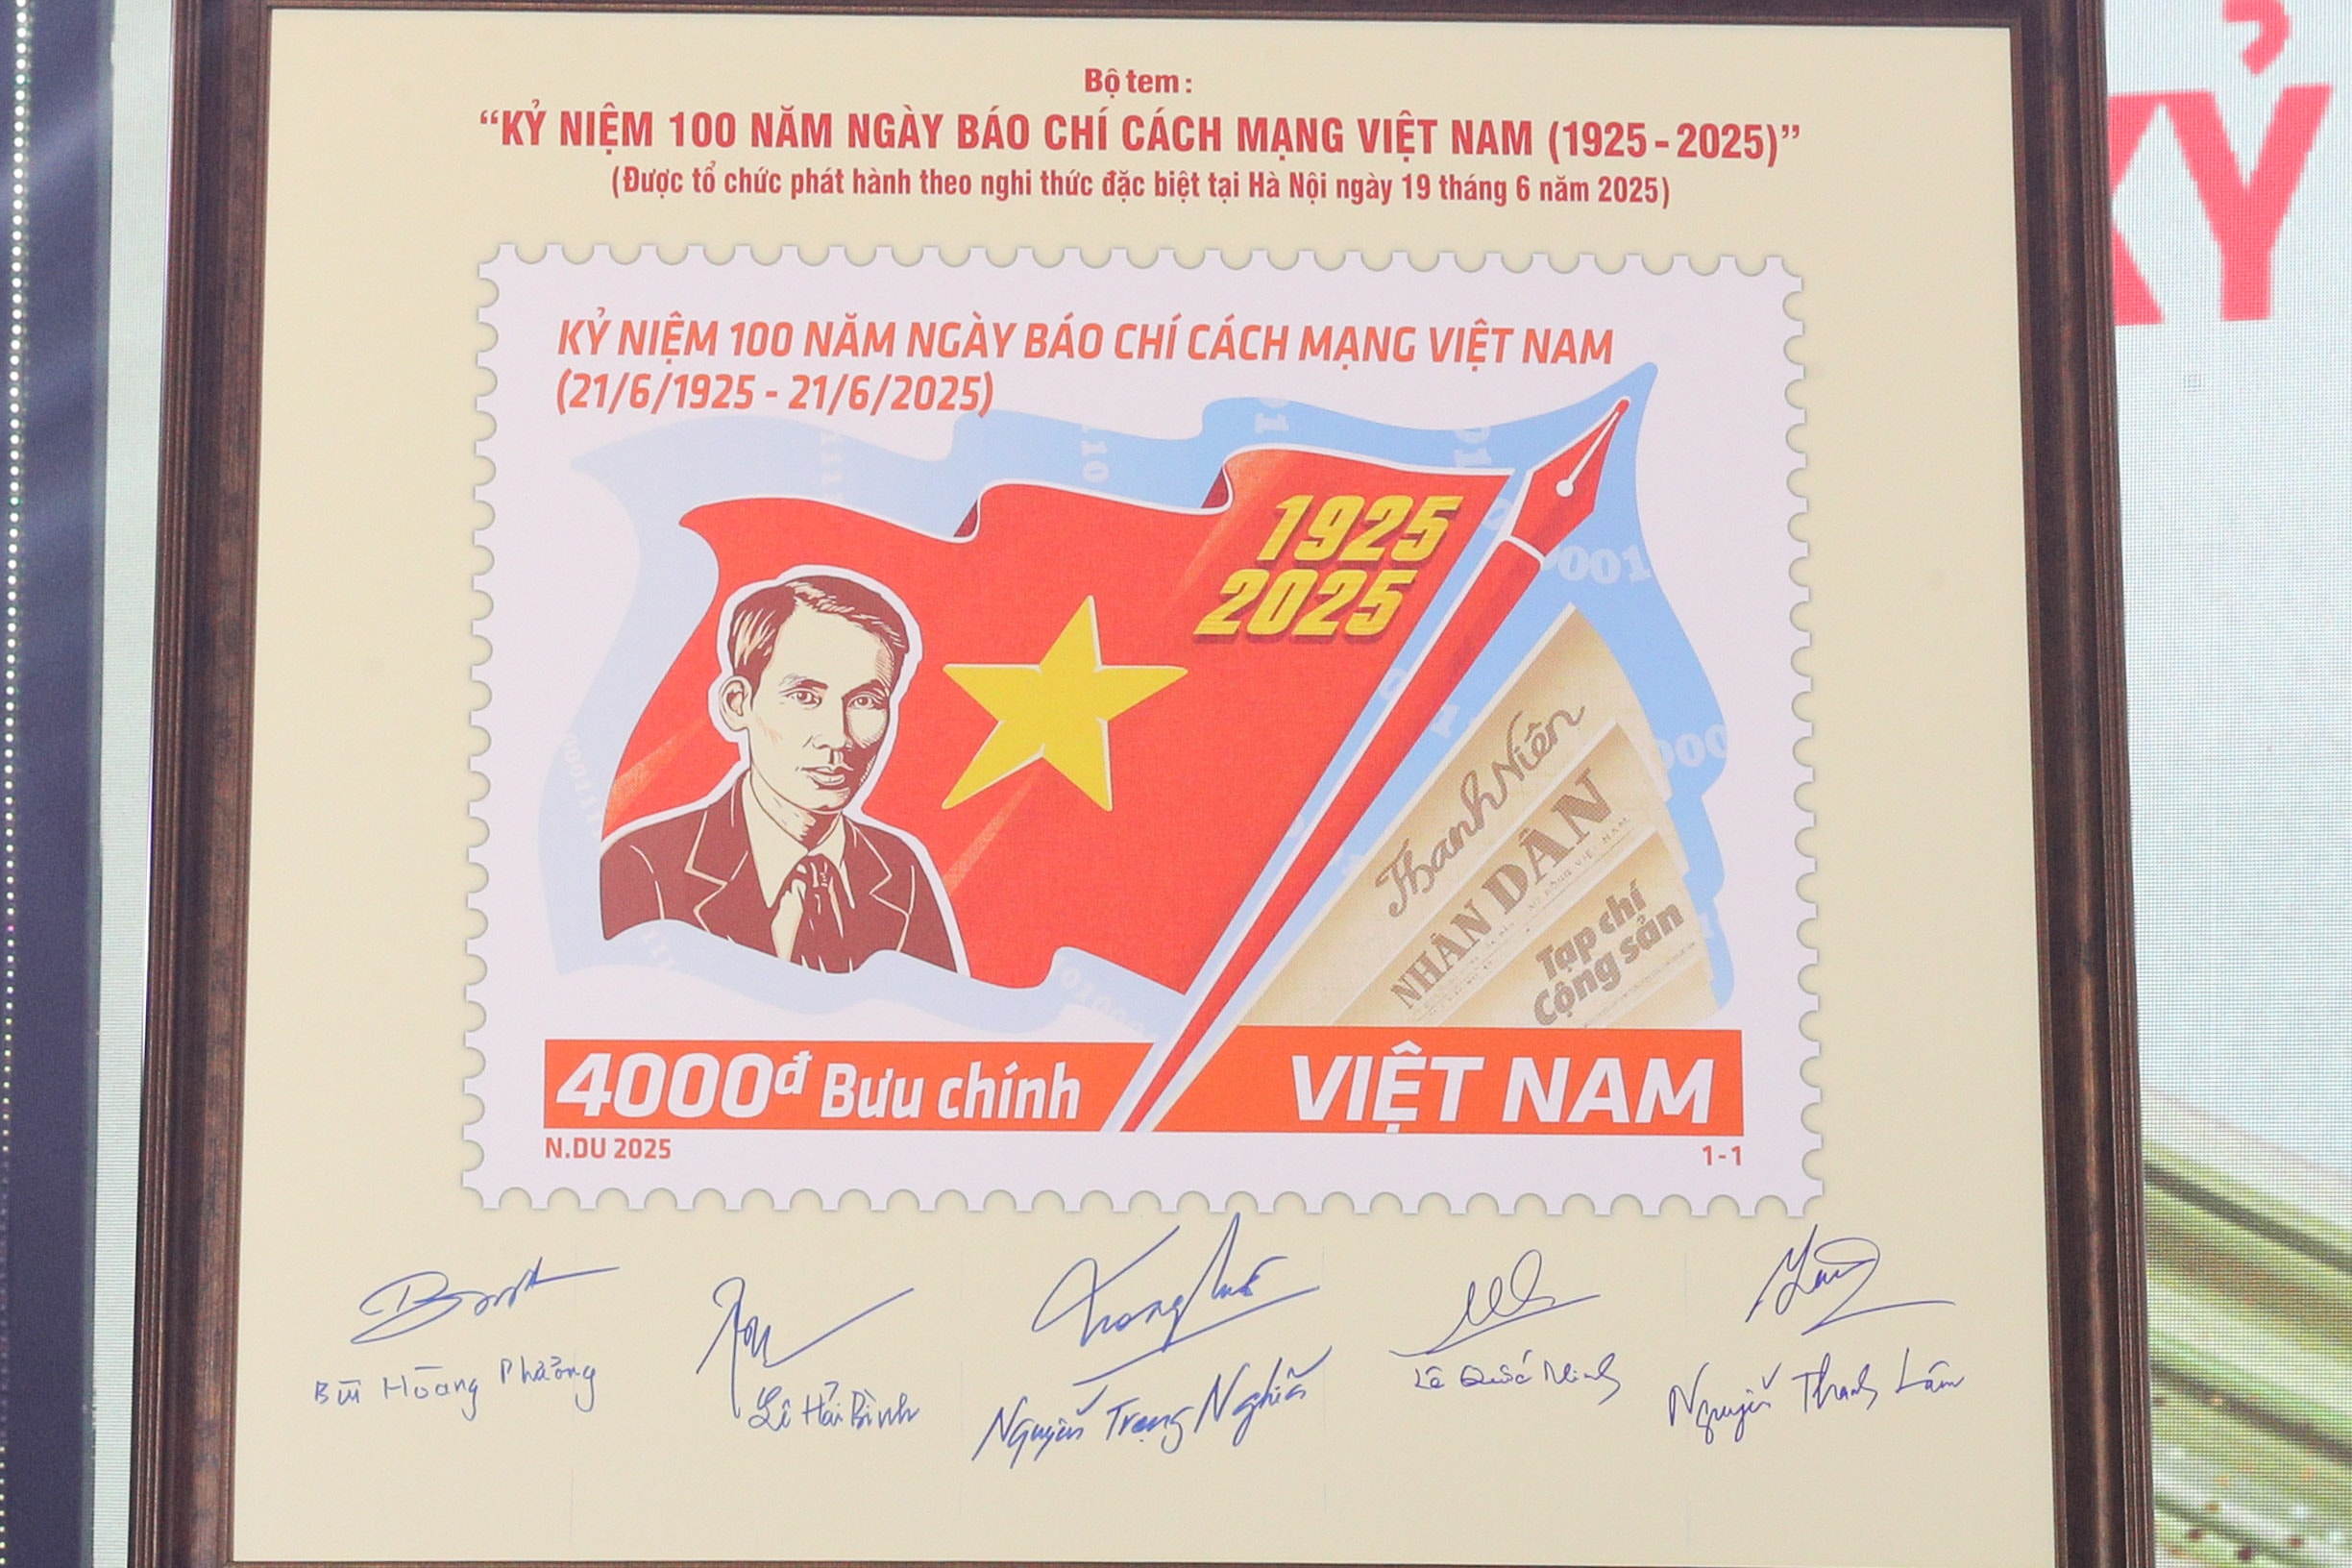 Bộ tem:
“KỶ NIỆM 100 NĂM NGÀY BÁO CHÍ CÁCH MẠNG VIỆT NAM (1925 - 2025)”
(Được tổ chức phát hành theo nghi thức đặc biệt tại Hà Nội ngày 19 tháng 6 năm 2025)
KỶ
KỶ NIỆM 100 NĂM NGÀY BÁO CHÍ CÁCH MẠNG VIỆT NAM
(21/6/1925 - 21/6/2025)
1925
2025
0001
000
Thanh Niên
NHÂN DÂN
Tạp chí
Cộng sản
4000đ Bưu chính
VIỆT NAM
N.DU 2025
1-1
Bùi Hoàng Phương
Lê Hải Bình
Nguyễn Trọng Nghĩa
Lê Quốc Minh
Nguyễn Thanh Lâm